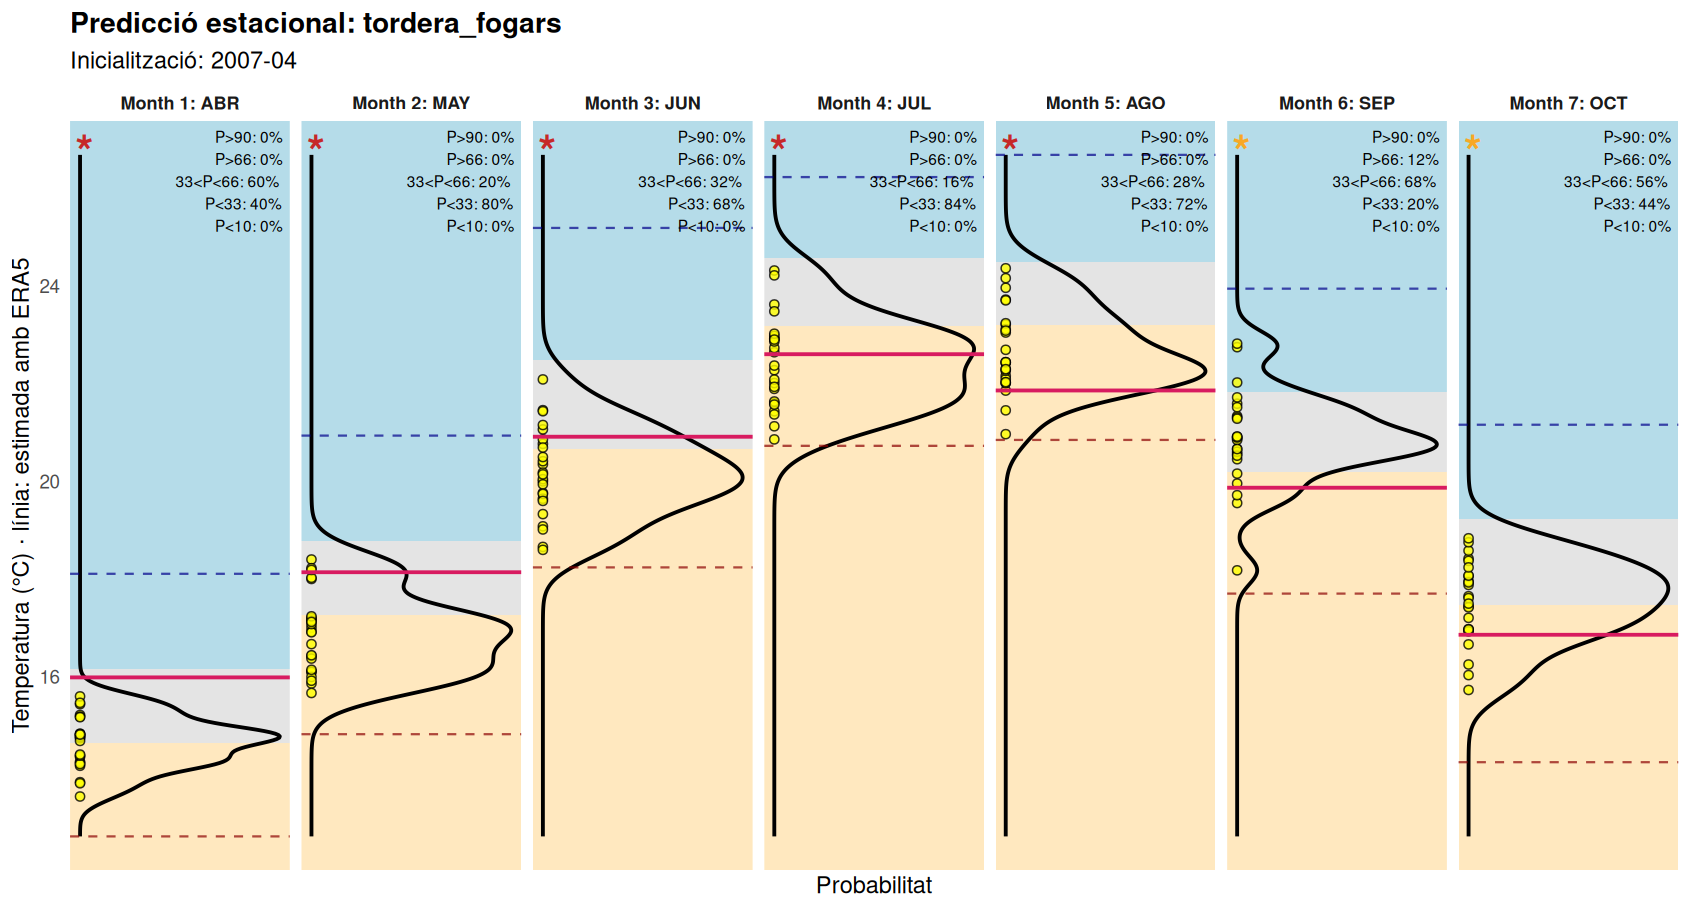 Predicció estacional: tordera_fogars
Inicialització: 2007-04
Month 1: ABR
Month 2: MAY
Month 3: JUN
Month 4: JUL
Month 5: AGO
Month 6: SEP
Month 7: OCT
*
P>90: 0%
P>66: 0%
33<P<66: 60%
P<33: 40%
P<10: 0%
*
P>90: 0%
P>66: 0%
33<P<66: 20%
P<33: 80%
P<10: 0%
*
P>90: 0%
P>66: 0%
33<P<66: 32%
P<33: 68%
P<10: 0%
*
P>90: 0%
P>66: 0%
33<P<66: 16%
P<33: 84%
P<10: 0%
*
P>90: 0%
P>66: 0%
33<P<66: 28%
P<33: 72%
P<10: 0%
*
P>90: 0%
P>66: 12%
33<P<66: 68%
P<33: 20%
P<10: 0%
*
P>90: 0%
P>66: 0%
33<P<66: 56%
P<33: 44%
P<10: 0%
Temperatura (°C) · línia: estimada amb ERA5
24
20
16
Probabilitat